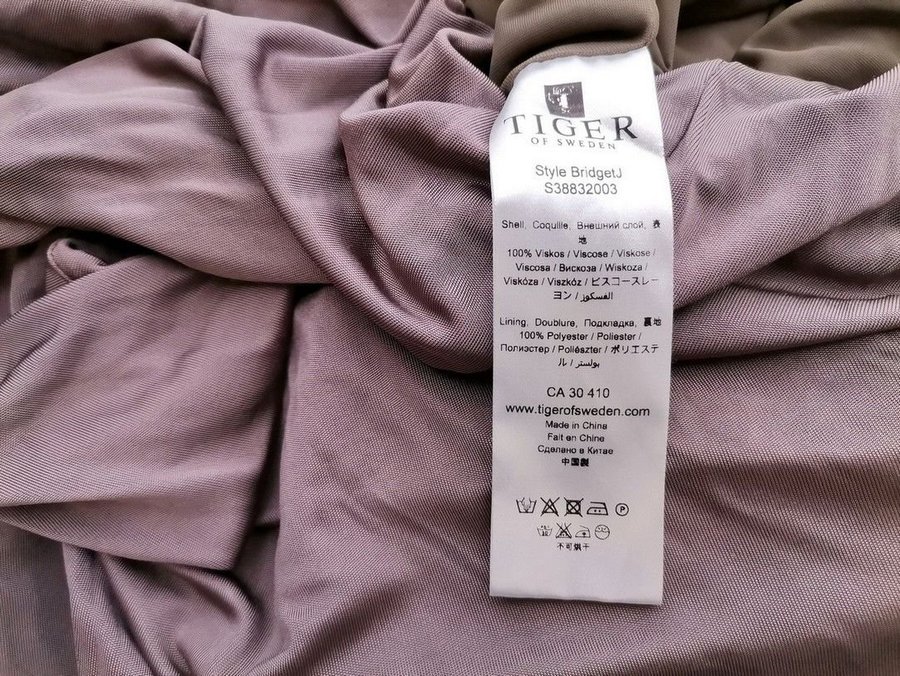 TIGER
OF SWEDEN
Style BridgetJ
S38832003
Shell, Coquille, Внешний слой, 表
地
100% Viskos / Viscose / Viskose /
Viscosa / Вискоза / Wiskoza /
Viskóza / Viszkóz / ビスコースレー
ヨン / الفسكوز
Lining, Doublure, Подкладка, 裏地
100% Polyester / Poliester /
Полиэстер / Poliészter / ポリエステ
ル / بولستر
CA 30 410
www.tigerofsweden.com
Made in China
Fait en Chine
Сделано в Китае
中国製
P
不可烘干